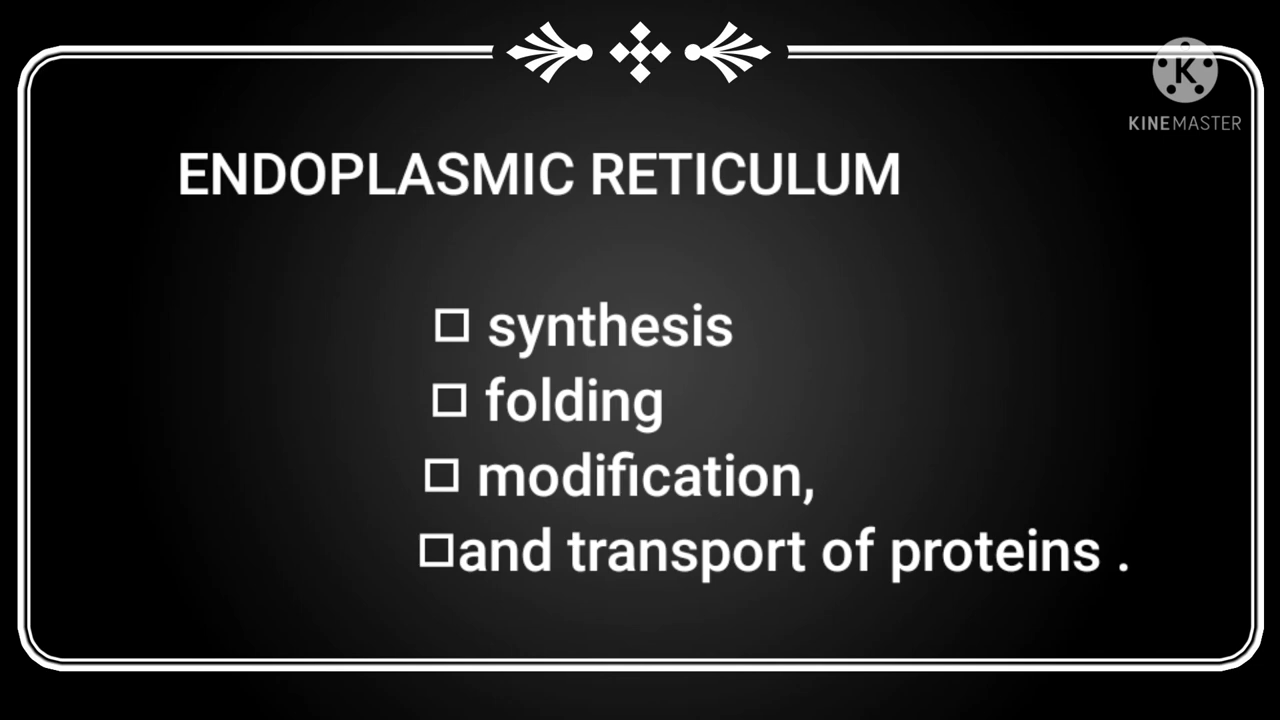 K
KINEMASTER
ENDOPLASMIC RETICULUM
☐ synthesis
☐ folding
☐ modification,
☐and transport of proteins .